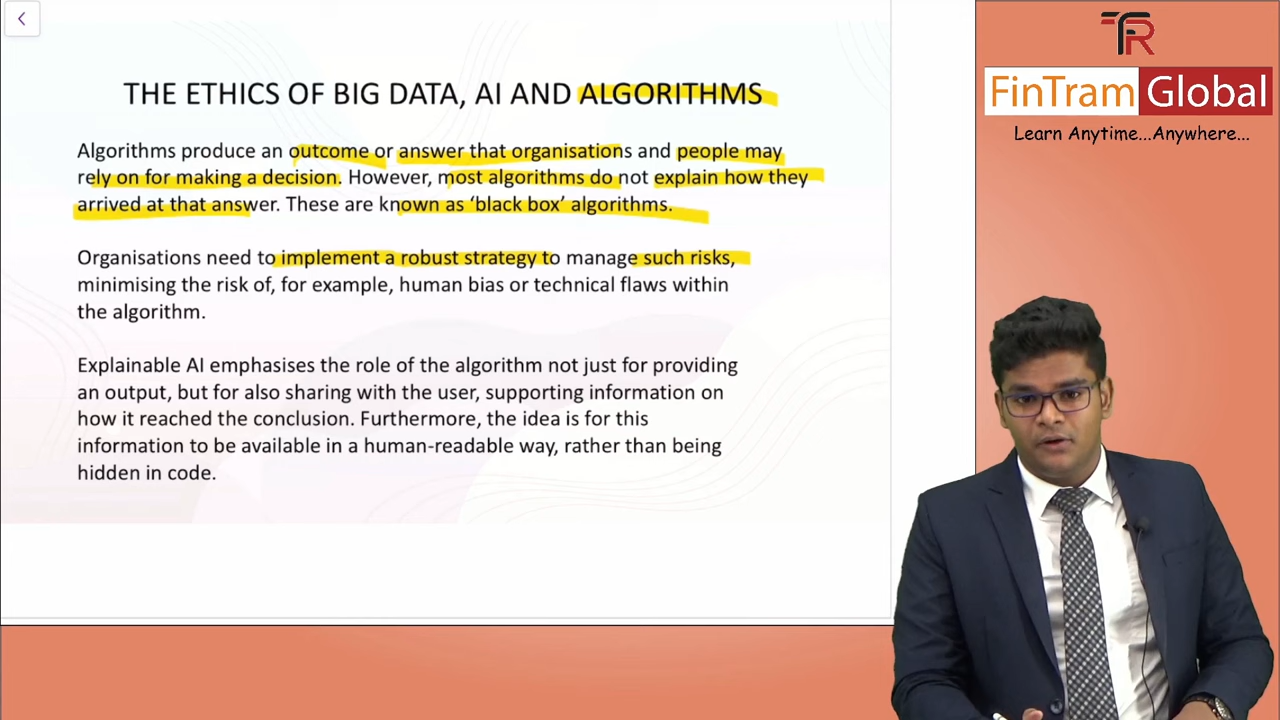 THE ETHICS OF BIG DATA, AI AND ALGORITHMS
Algorithms produce an outcome or answer that organisations and people may
rely on for making a decision. However, most algorithms do not explain how they
arrived at that answer. These are known as ‘black box’ algorithms.
Organisations need to implement a robust strategy to manage such risks,
minimising the risk of, for example, human bias or technical flaws within
the algorithm.
Explainable AI emphasises the role of the algorithm not just for providing
an output, but for also sharing with the user, supporting information on
how it reached the conclusion. Furthermore, the idea is for this
information to be available in a human-readable way, rather than being
hidden in code.
FinTram Global
Learn Anytime...Anywhere...